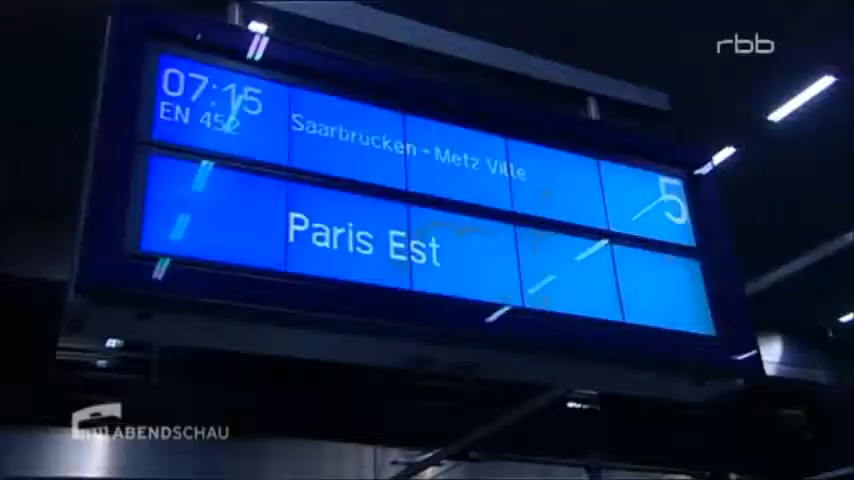 rbb
07:15
EN 452
Saarbrucken - Metz Ville
5
Paris Est
ABENDSCHAU